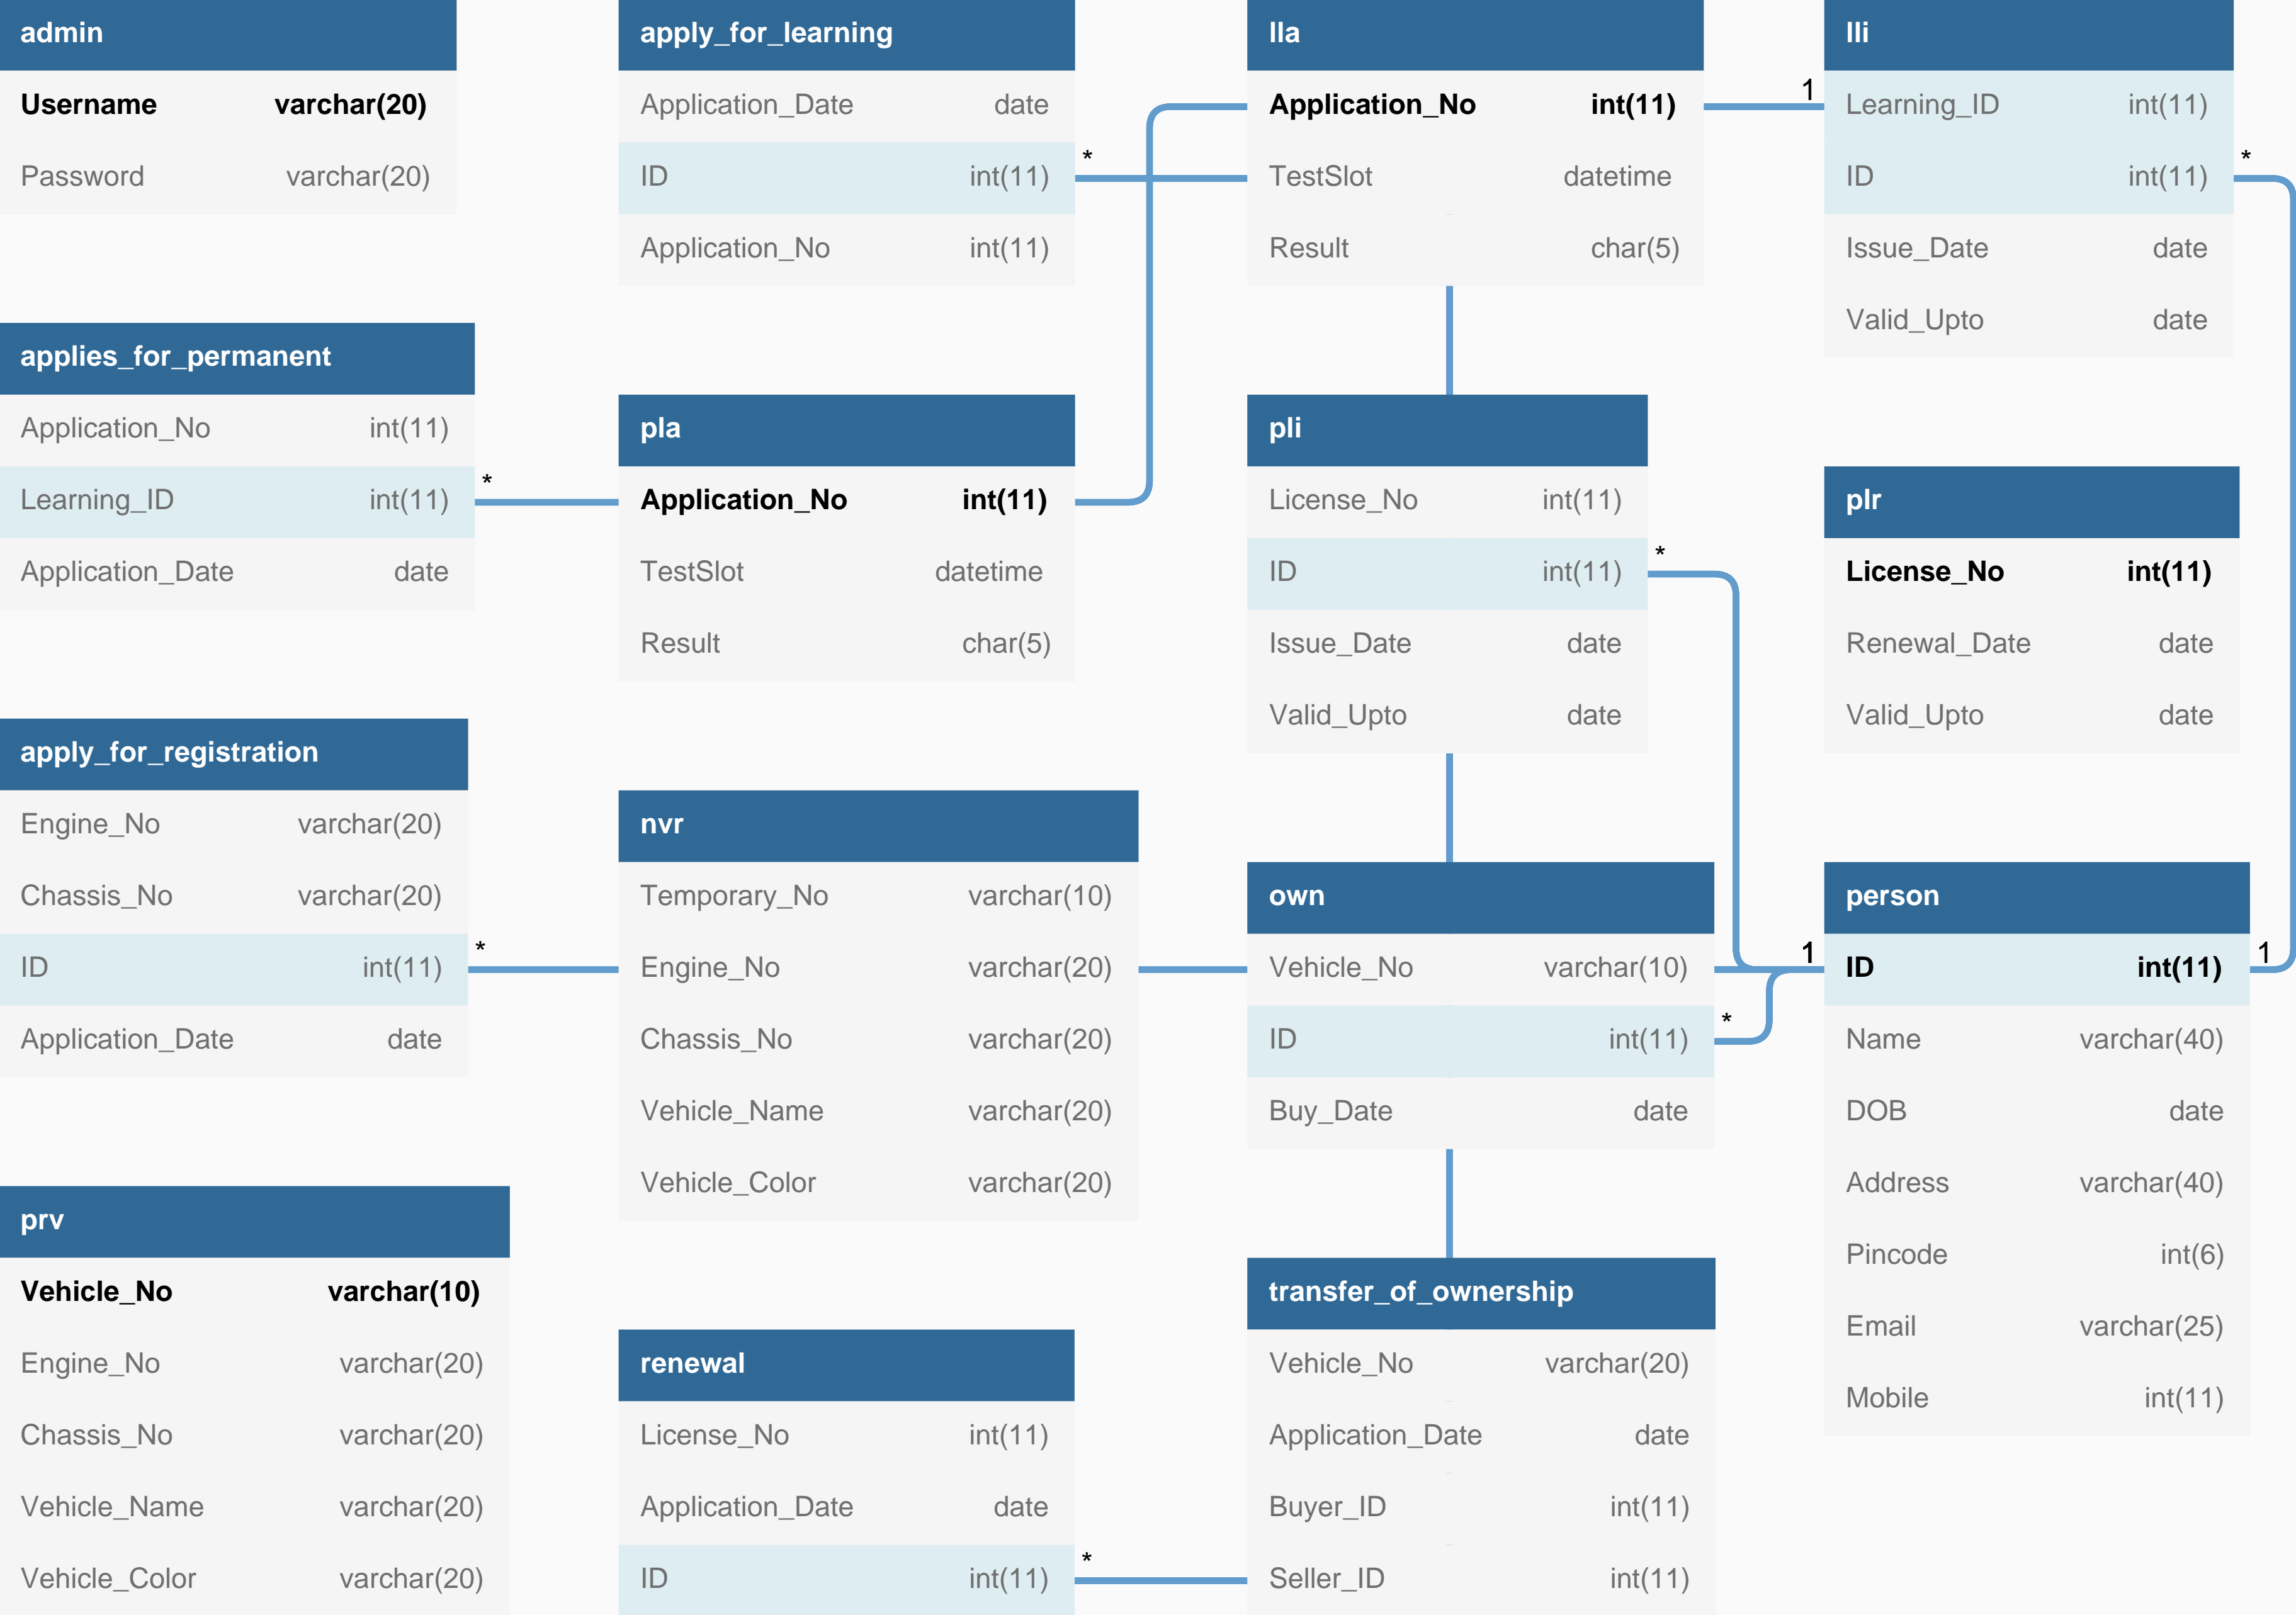 admin
Username varchar(20)
Password varchar(20)
apply_for_learning
Application_Date date
ID int(11) *
Application_No int(11)
lla
Application_No int(11)
TestSlot datetime
Result char(5)
lli
1 Learning_ID int(11)
ID int(11) *
Issue_Date date
Valid_Upto date
applies_for_permanent
Application_No int(11)
Learning_ID int(11) *
Application_Date date
pla
Application_No int(11)
TestSlot datetime
Result char(5)
pli
License_No int(11)
ID int(11) *
Issue_Date date
Valid_Upto date
plr
License_No int(11)
Renewal_Date date
Valid_Upto date
apply_for_registration
Engine_No varchar(20)
Chassis_No varchar(20)
ID int(11) *
Application_Date date
nvr
Temporary_No varchar(10)
Engine_No varchar(20)
Chassis_No varchar(20)
Vehicle_Name varchar(20)
Vehicle_Color varchar(20)
own
Vehicle_No varchar(10)
ID int(11) *
Buy_Date date
person
1 ID int(11) 1
Name varchar(40)
DOB date
Address varchar(40)
Pincode int(6)
Email varchar(25)
Mobile int(11)
prv
Vehicle_No varchar(10)
Engine_No varchar(20)
Chassis_No varchar(20)
Vehicle_Name varchar(20)
Vehicle_Color varchar(20)
renewal
License_No int(11)
Application_Date date
ID int(11) *
transfer_of_ownership
Vehicle_No varchar(20)
Application_Date date
Buyer_ID int(11)
Seller_ID int(11)